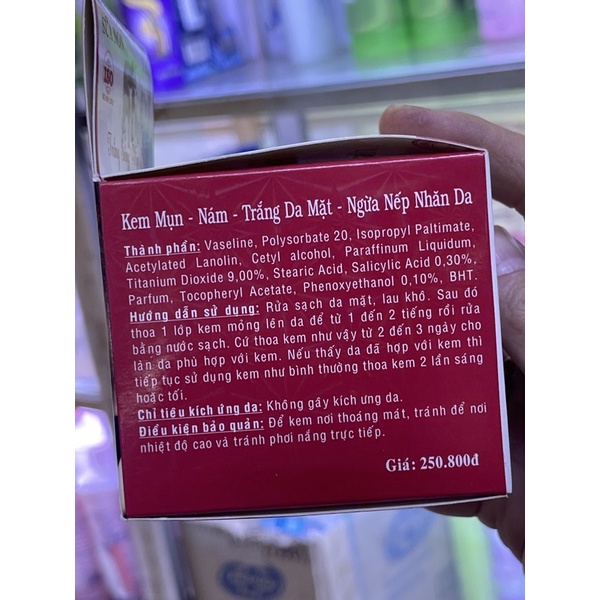 ISO
Kem Mụn - Nám - Trắng Da Mặt - Ngừa Nếp Nhăn Da
Thành phần: Vaseline, Polysorbate 20, Isopropyl Paltimate,
Acetylated Lanolin, Cetyl alcohol, Paraffinum Liquidum,
Titanium Dioxide 9,00%, Stearic Acid, Salicylic Acid 0,30%,
Parfum, Tocopheryl Acetate, Phenoxyethanol 0,10%, BHT.
Hướng dẫn sử dụng: Rửa sạch da mặt, lau khô. Sau đó
thoa 1 lớp kem mỏng lên da để từ 1 đến 2 tiếng rồi rửa
bằng nước sạch. Cứ thoa kem như vậy từ 2 đến 3 ngày cho
làn da phù hợp với kem. Nếu thấy da đã hợp với kem thì
tiếp tục sử dụng kem như bình thường thoa kem 2 lần sáng
hoặc tối.
Chỉ tiêu kích ứng da: Không gây kích ưng da.
Điều kiện bảo quản: Để kem nơi thoáng mát, tránh để nơi
nhiệt độ cao và tránh phơi nắng trực tiếp.
Giá: 250.800đ